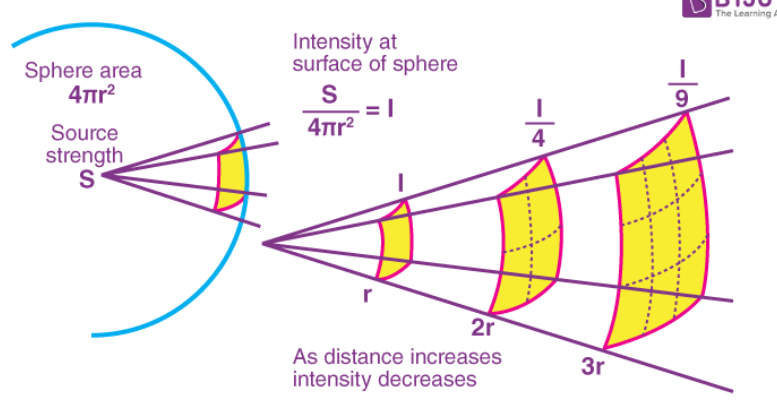 The Learning A
Sphere area
4πr²
Source
strength
S
Intensity at
surface of sphere
S
4πr²
= I
I
r
I
4
2r
I
9
3r
As distance increases
intensity decreases